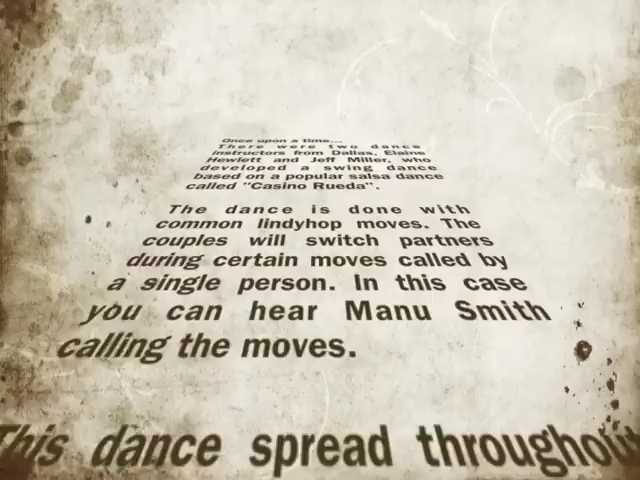 Once upon a time...
There were two dance
instructors from Dallas, Elaine
Hewlett and Jeff Miller, who
developed a swing dance
based on a popular salsa dance
called "Casino Rueda".
The dance is done with
common lindyhop moves. The
couples will switch partners
during certain moves called by
a single person. In this case
you can hear Manu Smith
calling the moves.
This dance spread throughout